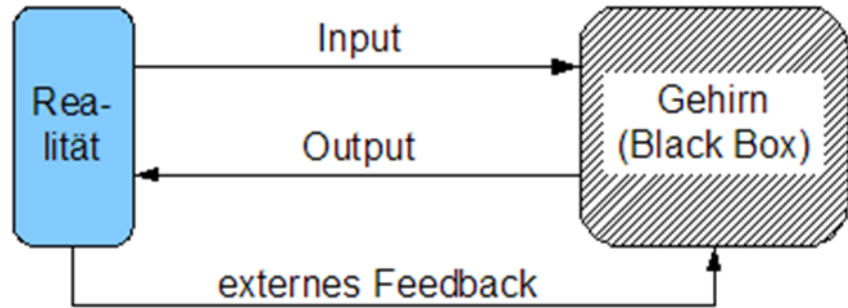 Input
Rea-
lität
Gehirn
(Black Box)
Output
externes Feedback